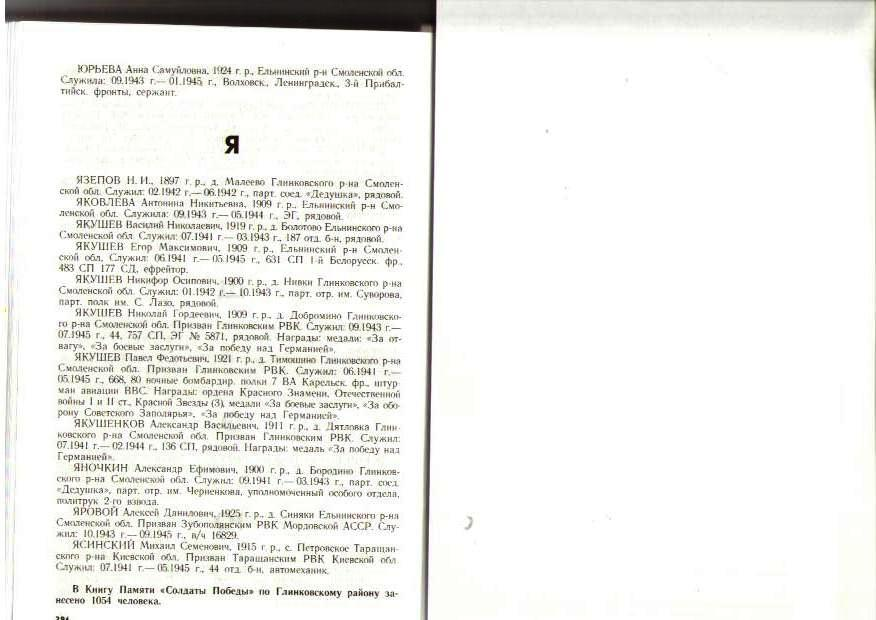 ЮРЬЕВА Анна Самуйловна, 1924 г. р., Ельнинский р-н Смоленской обл.
Служила: 09.1943 г.— 01.1945 г., Волховск., Ленинградск., 3-й Прибал-
тийск. фронты, сержант.
Я
ЯЗЕПОВ Н. И., 1897 г. р., д. Малеево Глинковского р-на Смолен-
ской обл. Служил: 02.1942 г.— 06.1942 г., парт. соед. «Дедушка», рядовой.
ЯКОВЛЕВА Антонина Никитьевна, 1909 г. р., Ельнинский р-н Смо-
ленской обл. Служила: 09.1943 г.— 05.1944 г., ЭГ, рядовой.
ЯКУШЕВ Василий Николаевич, 1919 г. р., д. Болотово Ельнинского р-на
Смоленской обл. Служил: 07.1941 г.— 03.1943 г., 187 отд. б-н, рядовой.
ЯКУШЕВ Егор Максимович, 1909 г. р., Ельнинский р-н Смолен-
ской обл. Служил: 06.1941 г.— 05.1945 г., 631 СП 1-й Белорусск. фр.,
483 СП 177 СД, ефрейтор.
ЯКУШЕВ Никифор Осипович, 1900 г. р., д. Нивки Глинковского р-на
Смоленской обл. Служил: 01.1942 г.— 10.1943 г., парт. отр. им. Суворова,
парт. полк им. С. Лазо, рядовой.
ЯКУШЕВ Николай Гордеевич, 1909 г. р., д. Добромино Глинковско-
го р-на Смоленской обл. Призван Глинковским РВК. Служил: 09.1943 г.—
07.1945 г., 44, 757 СП, ЭГ № 5871, рядовой. Награды: медали: «За от-
вагу», «За боевые заслуги», «За победу над Германией».
ЯКУШЕВ Павел Федотьевич, 1921 г. р., д. Тимошино Глинковского р-на
Смоленской обл. Призван Глинковским РВК. Служил: 06.1941 г.—
05.1945 г., 668, 80 ночные бомбардир. полки 7 ВА Карельск. фр., штур-
ман авиации ВВС. Награды: ордена Красного Знамени, Отечественной
войны I и II ст., Красной Звезды (3), медали «За боевые заслуги», «За обо-
рону Советского Заполярья», «За победу над Германией».
ЯКУШЕНКОВ Александр Васильевич, 1911 г. р., д. Дятловка Глин-
ковского р-на Смоленской обл. Призван Глинковским РВК. Служил:
07.1941 г.— 02.1944 г., 136 СП, рядовой. Награды: медаль «За победу над
Германией».
ЯНОЧКИН Александр Ефимович, 1900 г. р., д. Бородино Глинков-
ского р-на Смоленской обл. Служил: 09.1941 г.— 03.1943 г., парт. соед.
«Дедушка», парт. отр. им. Черненкова, уполномоченный особого отдела,
политрук 2-го взвода.
ЯРОВОЙ Алексей Данилович, 1925 г. р., д. Синяки Ельнинского р-на
Смоленской обл. Призван Зубополянским РВК Мордовской АССР. Слу-
жил: 10.1943 г.— 09.1945 г., в/ч 16829.
ЯСИНСКИЙ Михаил Семенович, 1915 г. р., с. Петровское Таращан-
ского р-на Киевской обл. Призван Таращанским РВК Киевской обл.
Служил: 07.1941 г.— 05.1945 г., 44 отд. б-н, автомеханик.
В Книгу Памяти «Солдаты Победы» по Глинковскому району за-
несено 1054 человека.